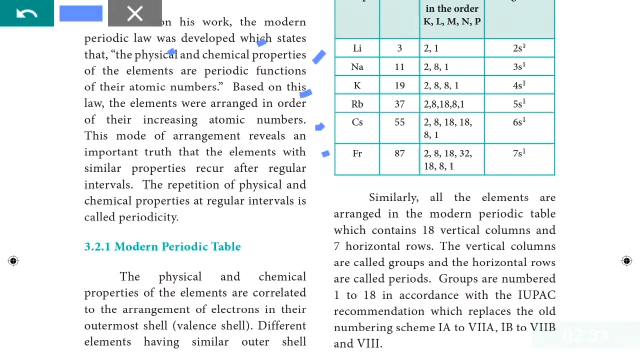 on his work, the modern
periodic law was developed which states
that, “the physical and chemical properties
of the elements are periodic functions
of their atomic numbers.” Based on this
law, the elements were arranged in order
of their increasing atomic numbers.
This mode of arrangement reveals an
important truth that the elements with
similar properties recur after regular
intervals. The repetition of physical and
chemical properties at regular intervals is
called periodicity.
3.2.1 Modern Periodic Table
The physical and chemical
properties of the elements are correlated
to the arrangement of electrons in their
outermost shell (valence shell). Different
elements having similar outer shell
in the order
K, L, M, N, P
Li 3 2, 1 2s¹
Na 11 2, 8, 1 3s¹
K 19 2, 8, 8, 1 4s¹
Rb 37 2,8,18,8,1 5s¹
Cs 55 2, 8, 18, 18, 6s¹
8, 1
Fr 87 2, 8, 18, 32, 7s¹
18, 8, 1
Similarly, all the elements are
arranged in the modern periodic table
which contains 18 vertical columns and
7 horizontal rows. The vertical columns
are called groups and the horizontal rows
are called periods. Groups are numbered
1 to 18 in accordance with the IUPAC
recommendation which replaces the old
numbering scheme IA to VIIA, IB to VIIB
and VIII.